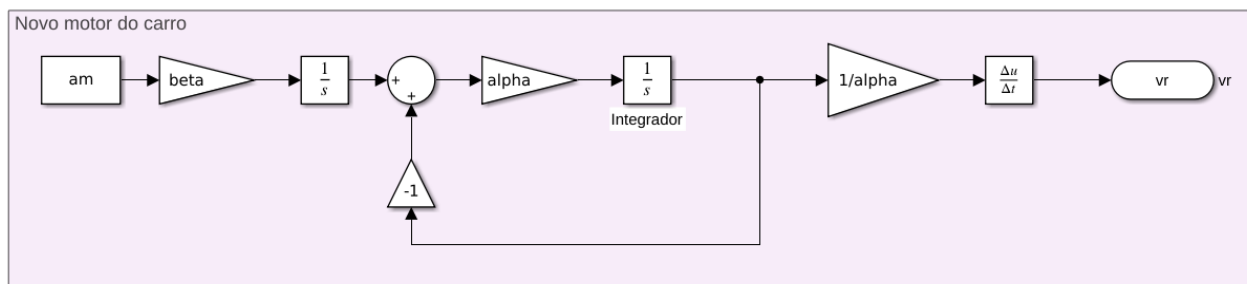 Novo motor do carro
am
beta
1
s
+
+
alpha
1
s
Integrador
1/alpha
Δu
Δt
vr
vr
-1